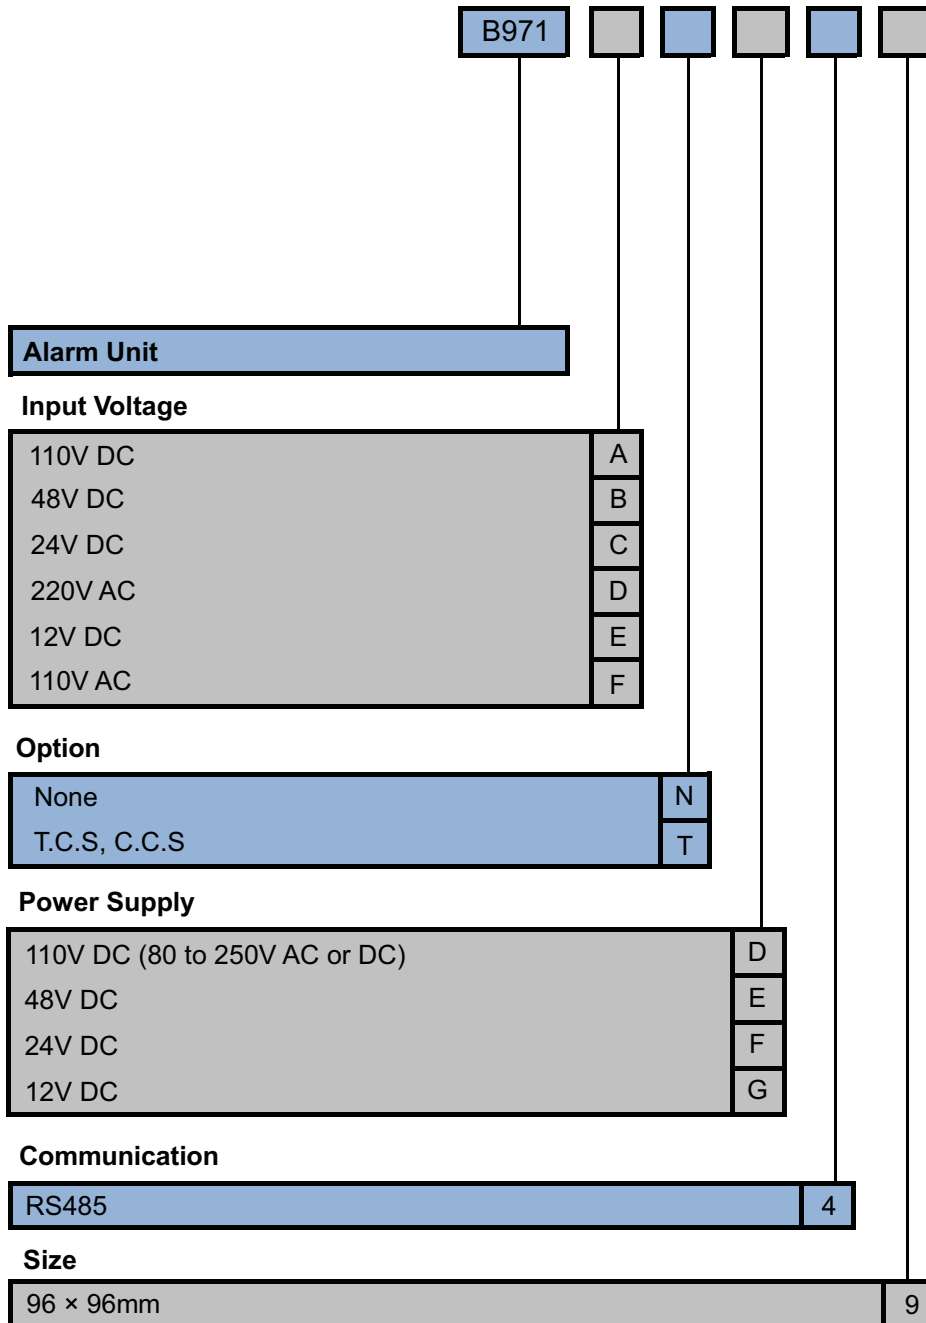 B971
Alarm Unit
Input Voltage
110V DC A
48V DC B
24V DC C
220V AC D
12V DC E
110V AC F
Option
None N
T.C.S, C.C.S T
Power Supply
110V DC (80 to 250V AC or DC) D
48V DC E
24V DC F
12V DC G
Communication
RS485 4
Size
96 × 96mm 9